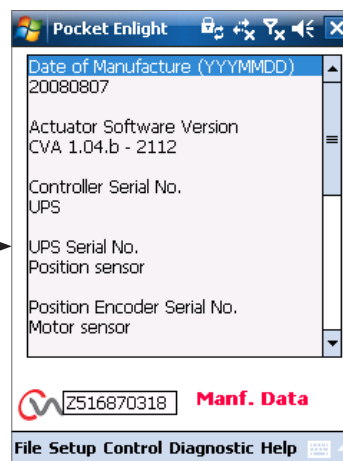 Pocket Enlight
Date of Manufacture (YYYMMDD)
20080807
Actuator Software Version
CVA 1.04.b - 2112
Controller Serial No.
UPS
UPS Serial No.
Position sensor
Position Encoder Serial No.
Motor sensor
Z516870318 Manf. Data
File Setup Control Diagnostic Help